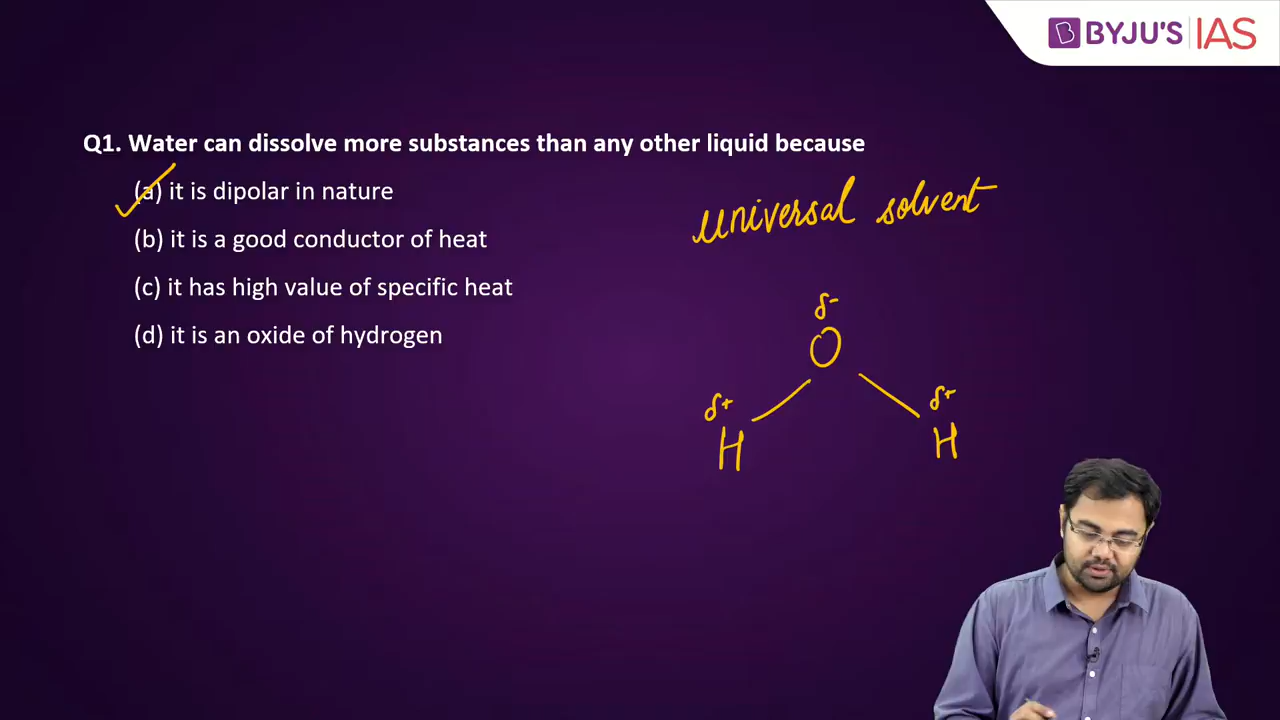 BYJU'S IAS
Q1. Water can dissolve more substances than any other liquid because
(a) it is dipolar in nature
(b) it is a good conductor of heat
(c) it has high value of specific heat
(d) it is an oxide of hydrogen
universal solvent
δ-
O
δ+ δ+
H H